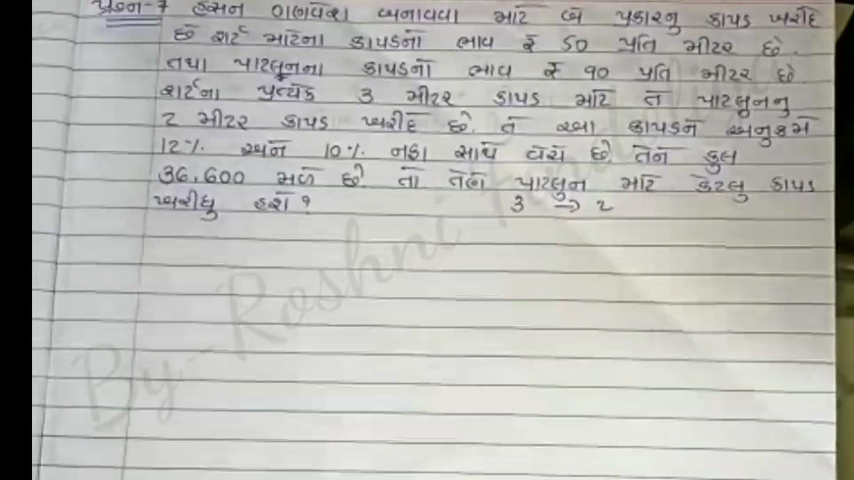 પ્રશ્ન-7 હસન ગણવેશ બનાવવા માટે બે પ્રકારનુ કાપડ ખરીદે
છે શર્ટ માટેના કાપડનો ભાવ ₹ 50 પ્રતિ મીટર છે.
તથા પાટલૂનના કાપડનો ભાવ ₹ 90 પ્રતિ મીટર છે
શર્ટના પ્રત્યેક 3 મીટર કાપડ માટે તે પાટલુનનુ
2 મીટર કાપડ ખરીદે છે. તે આ કાપડને અનુક્રમે
12% અને 10% નફા સાથે વેચે છે. તેને કુલ
36,600 મળે છે. તો તેણે પાટલુન માટે કેટલુ કાપડ
ખરીધુ હશે?
3 → 2
By-Roshni